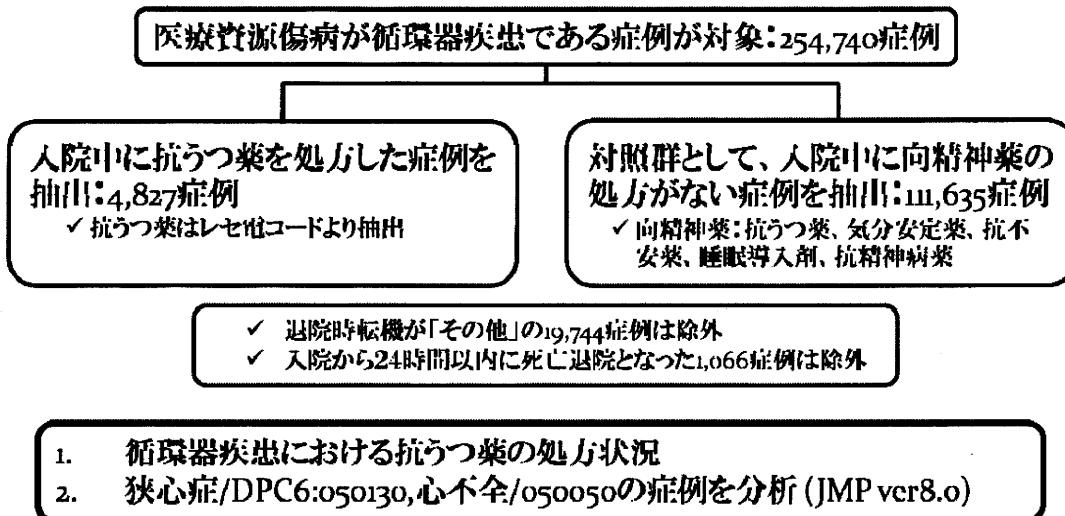 医療資源傷病が循環器疾患である症例が対象:254,740症例
入院中に抗うつ薬を処方した症例を
抽出:4,827症例
✓ 抗うつ薬はレセ電コードより抽出
対照群として、入院中に向精神薬の
処方がない症例を抽出:111,635症例
✓ 向精神薬:抗うつ薬、気分安定薬、抗不
安薬、睡眠導入剤、抗精神病薬
✓ 退院時転機が「その他」の19,744症例は除外
✓ 入院から24時間以内に死亡退院となった1,066症例は除外
1. 循環器疾患における抗うつ薬の処方状況
2. 狭心症/DPC6:050130,心不全/050050の症例を分析 (JMP ver8.0)